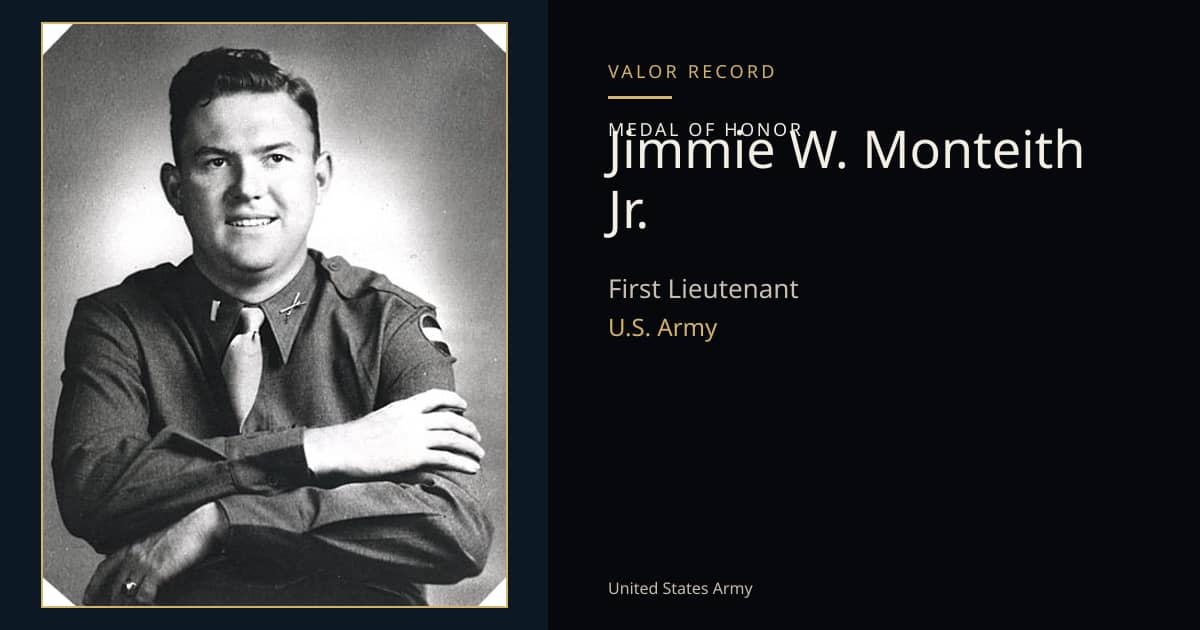 VALOR RECORD
MEDAL OF HONOR
Jimmie W. Monteith
Jr.
First Lieutenant
U.S. Army
United States Army